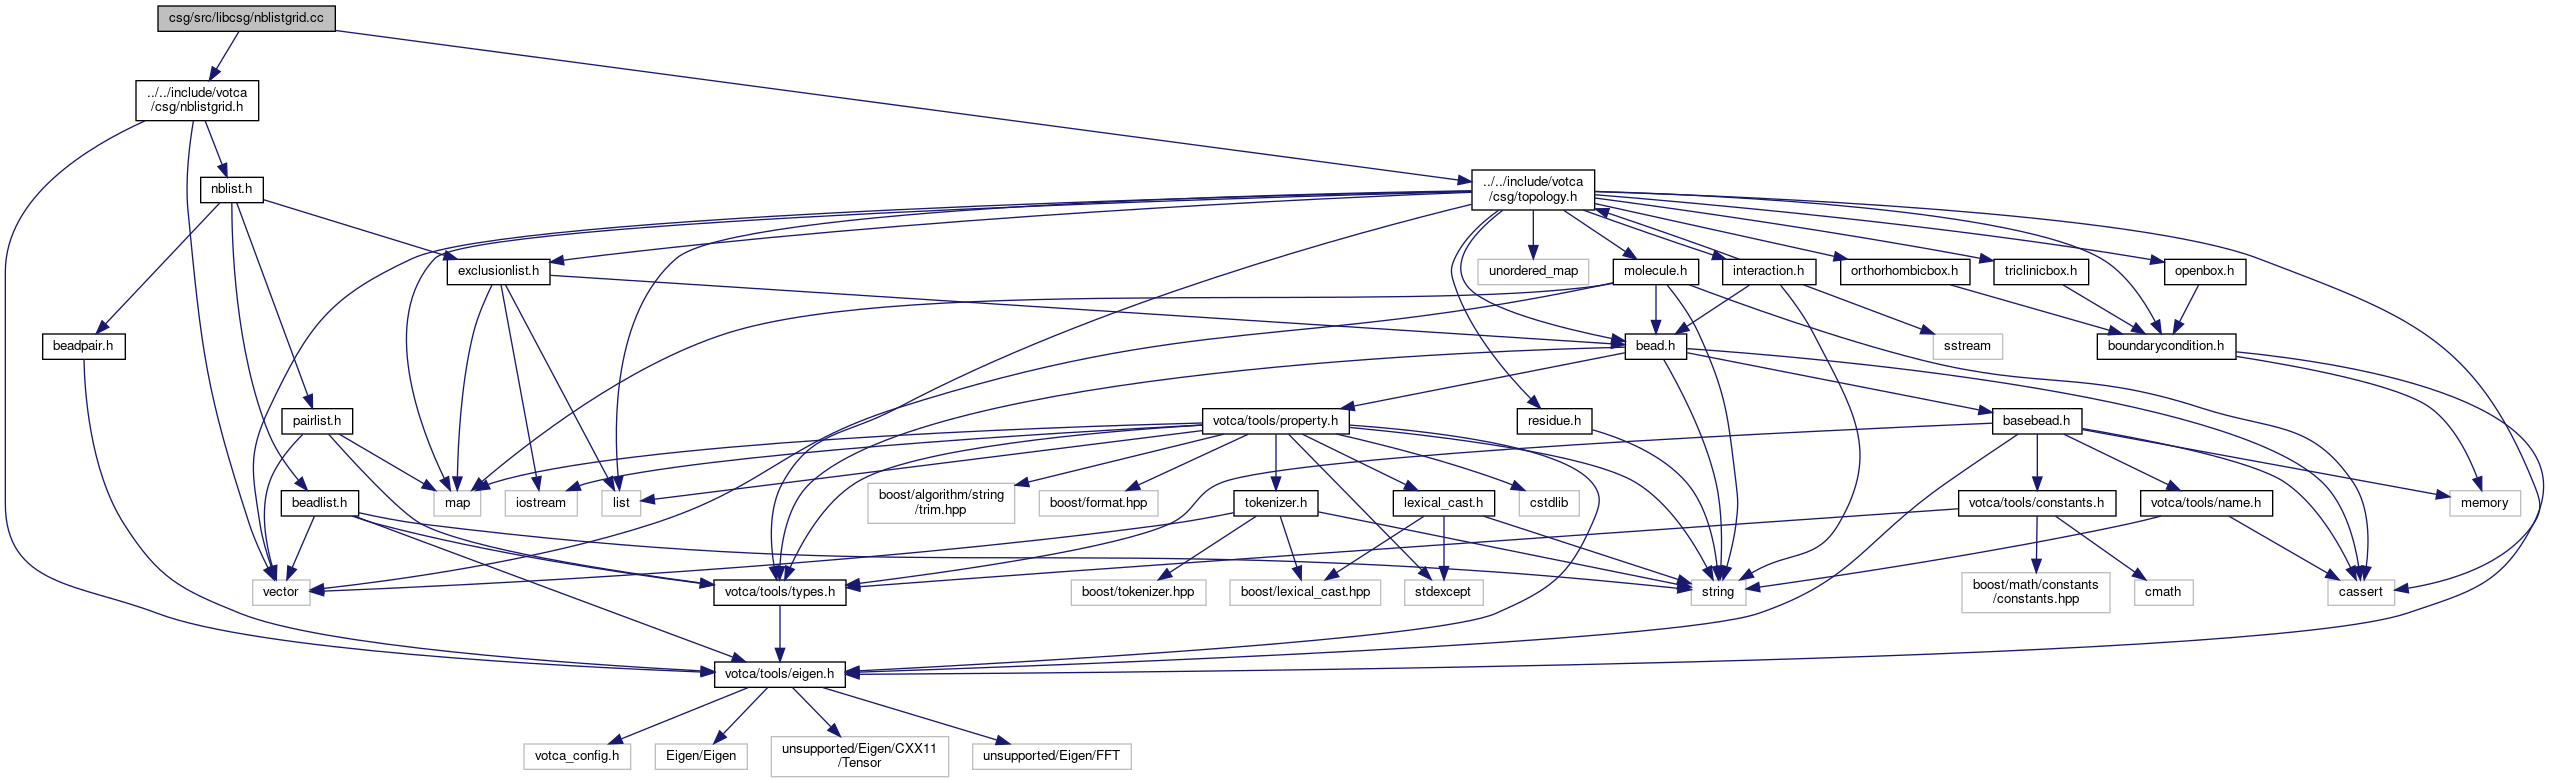 csg/src/libcsg/nblistgrid.cc
../../include/votca
/csg/nblistgrid.h
nblist.h
../../include/votca
/csg/topology.h
exclusionlist.h
unordered_map
molecule.h
interaction.h
orthorhombicbox.h
triclinicbox.h
openbox.h
beadpair.h
bead.h
sstream
boundarycondition.h
pairlist.h
votca/tools/property.h
residue.h
basebead.h
beadlist.h
map
iostream
list
boost/algorithm/string
/trim.hpp
boost/format.hpp
tokenizer.h
lexical_cast.h
cstdlib
votca/tools/constants.h
votca/tools/name.h
memory
vector
votca/tools/types.h
boost/tokenizer.hpp
boost/lexical_cast.hpp
stdexcept
string
boost/math/constants
/constants.hpp
cmath
cassert
votca/tools/eigen.h
votca_config.h
Eigen/Eigen
unsupported/Eigen/CXX11
/Tensor
unsupported/Eigen/FFT